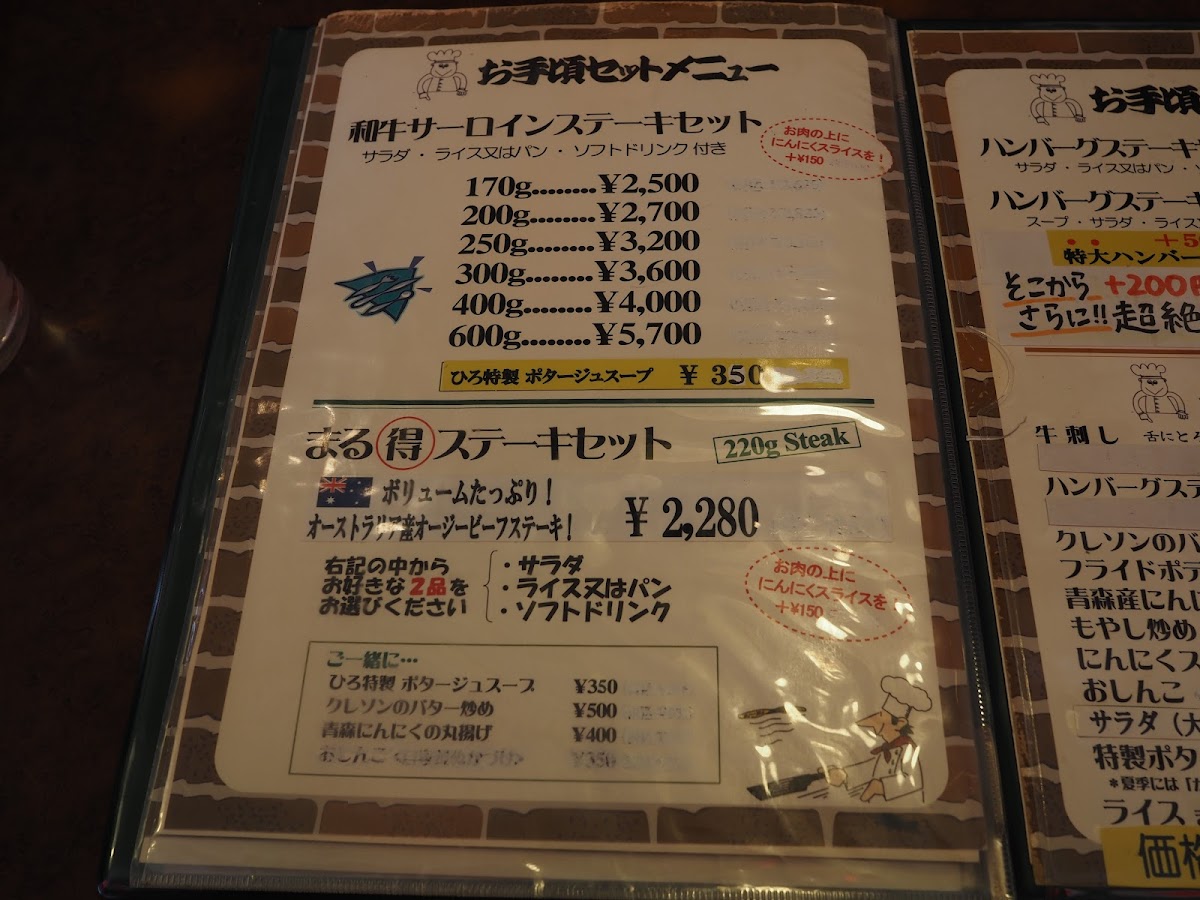 お手頃セットメニュー
和牛サーロインステーキセット
サラダ・ライス又はパン・ソフトドリンク付き
お肉の上に
にんにくスライスを！
+¥150
170g.........¥2,500
200g.........¥2,700
250g.........¥3,200
300g.........¥3,600
400g.........¥4,000
600g.........¥5,700
ひろ特製 ポタージュスープ ¥ 350
まる得ステーキセット
220g Steak
ボリュームたっぷり！
オーストラリア産オージービーフステーキ！
¥ 2,280
右記の中から
お好きな2品を
お選びください
・サラダ
・ライス又はパン
・ソフトドリンク
お肉の上に
にんにくスライスを
+¥150
ご一緒に…
ひろ特製 ポタージュスープ ¥350
クレソンのバター炒め ¥500
青森にんにくの丸揚げ ¥400
おしんこ ¥350
お手頃
ハンバーグステーキ
サラダ・ライス又はパン・
ハンバーグステーキ
スープ・サラダ・ライス
+5
特大ハンバー
そこから +200円
さらに!! 超絶
牛刺し 舌にとろ
ハンバーグステ
クレソンのバ
フライドポテ
青森産にんに
もやし炒め
にんにくス
おしんこ
サラダ（大
特製ポタ
*夏季には「
ライス
価格